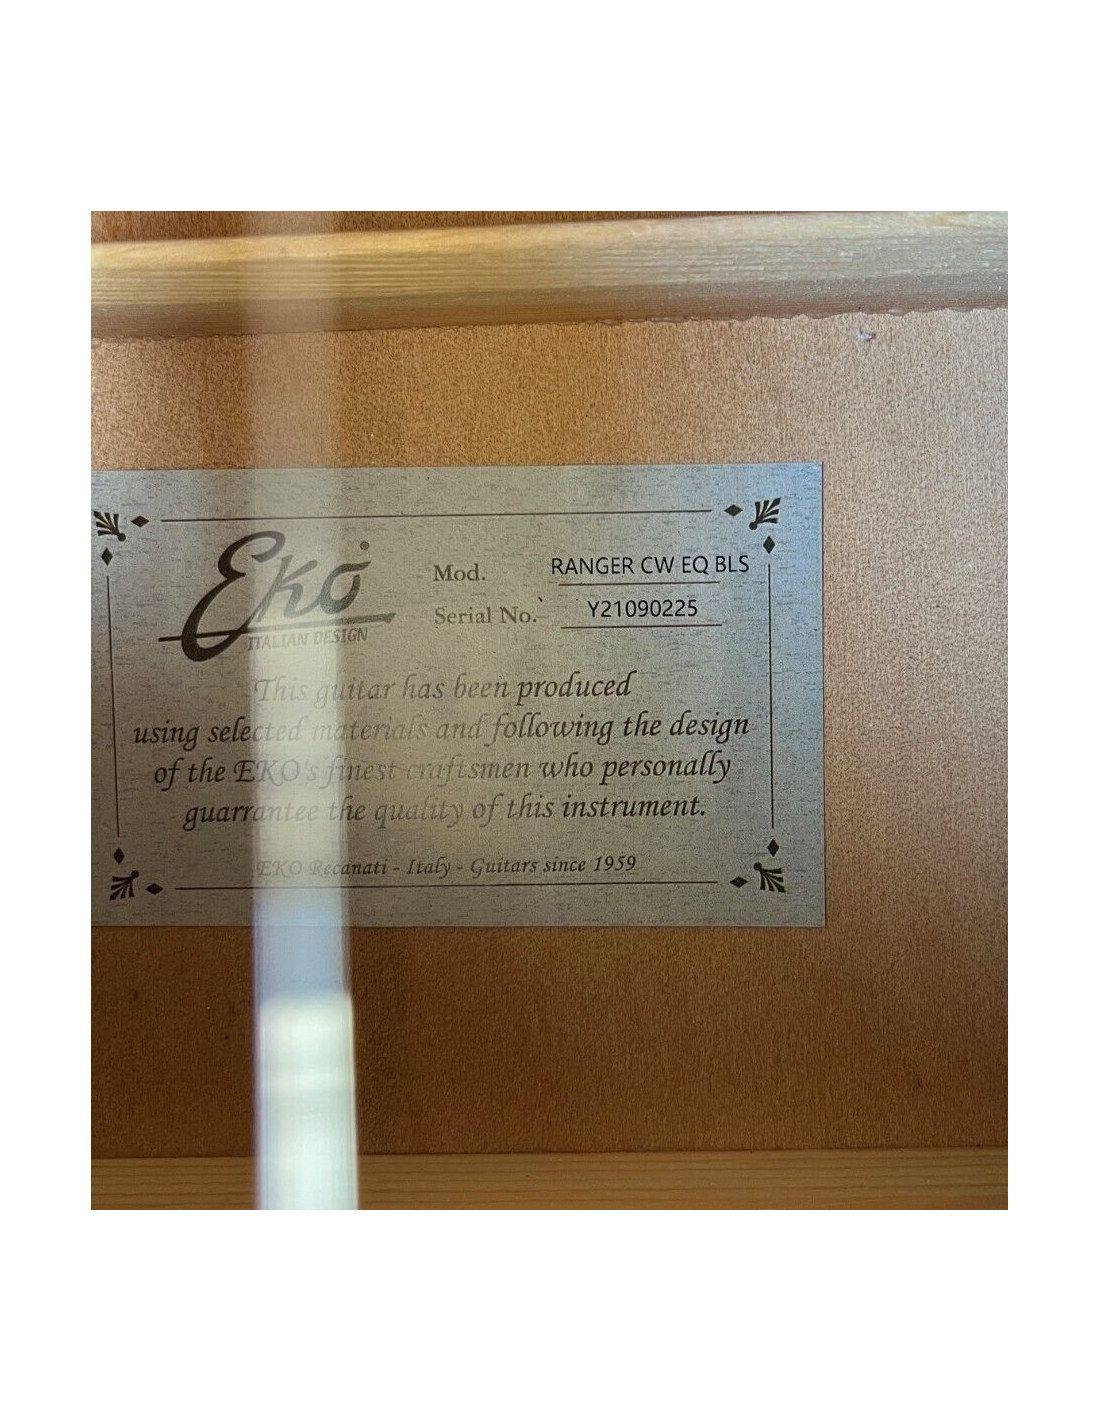 Eko®
ITALIAN DESIGN
Mod. RANGER CW EQ BLS
Serial No. Y21090225
This guitar has been produced
using selected materials and following the design
of the EKO's finest craftsmen who personally
guarrantee the quality of this instrument.
EKO Recanati - Italy - Guitars since 1959